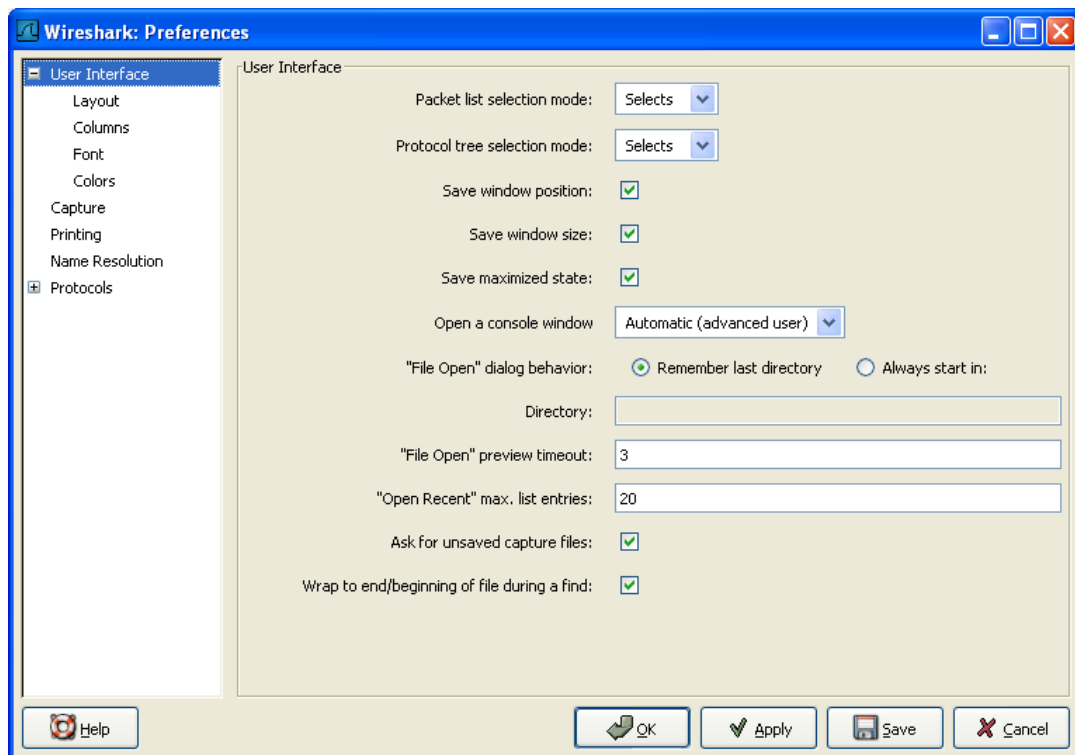 Wireshark: Preferences
User Interface
Layout
Columns
Font
Colors
Capture
Printing
Name Resolution
Protocols
User Interface
Packet list selection mode: Selects
Protocol tree selection mode: Selects
Save window position:
Save window size:
Save maximized state:
Open a console window Automatic (advanced user)
"File Open" dialog behavior: Remember last directory Always start in:
Directory:
"File Open" preview timeout: 3
"Open Recent" max. list entries: 20
Ask for unsaved capture files:
Wrap to end/beginning of file during a find:
Help OK Apply Save Cancel